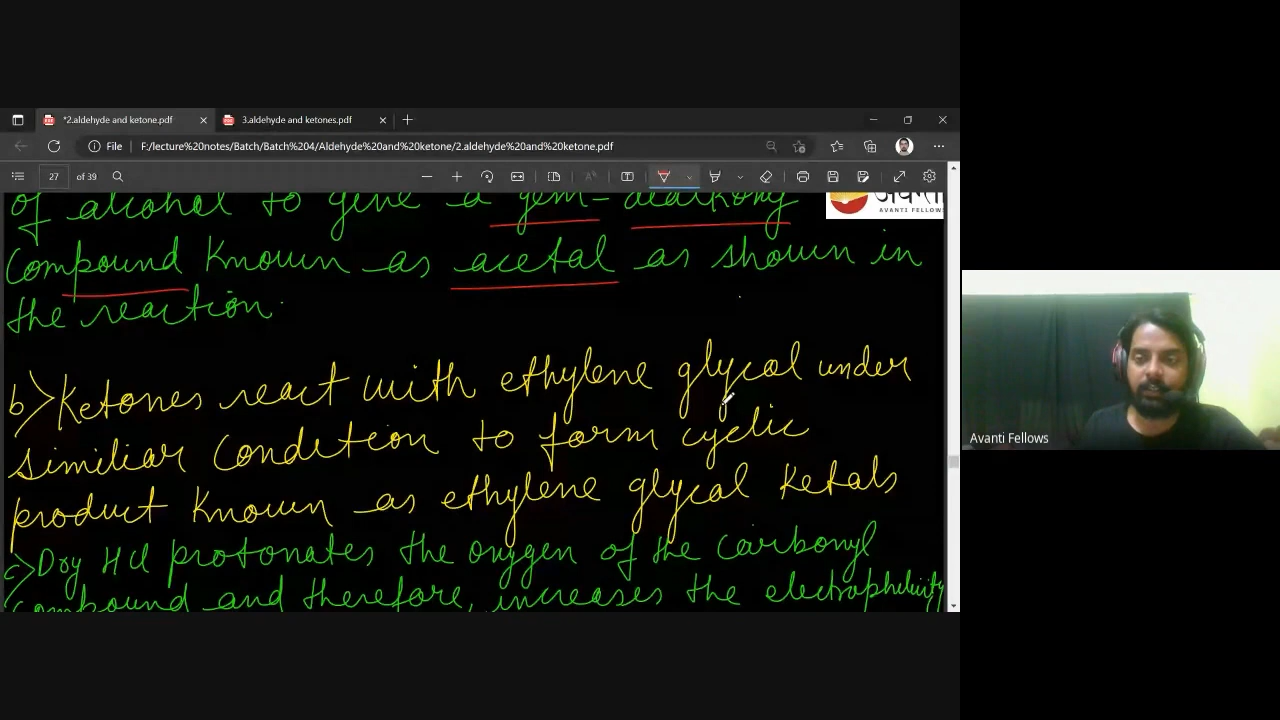 *2.aldehyde and ketone.pdf
3.aldehyde and ketones.pdf
File
F:/lecture%20notes/Batch/Batch%204/Aldehyde%20and%20ketone/2.aldehyde%20and%20ketone.pdf
27 of 39
of alcohol to give a gem-dialkoxy
AVANTI FELLOWS
Compound Known as acetal as shown in
the reaction.
b> Ketones react with ethylene glycol under
similiar condition to form cyclic
product Known as ethylene glycol Ketals
c> Dry HCl protonates the oxygen of the carbonyl
compound and therefore, increases the electrophilicity
Avanti Fellows